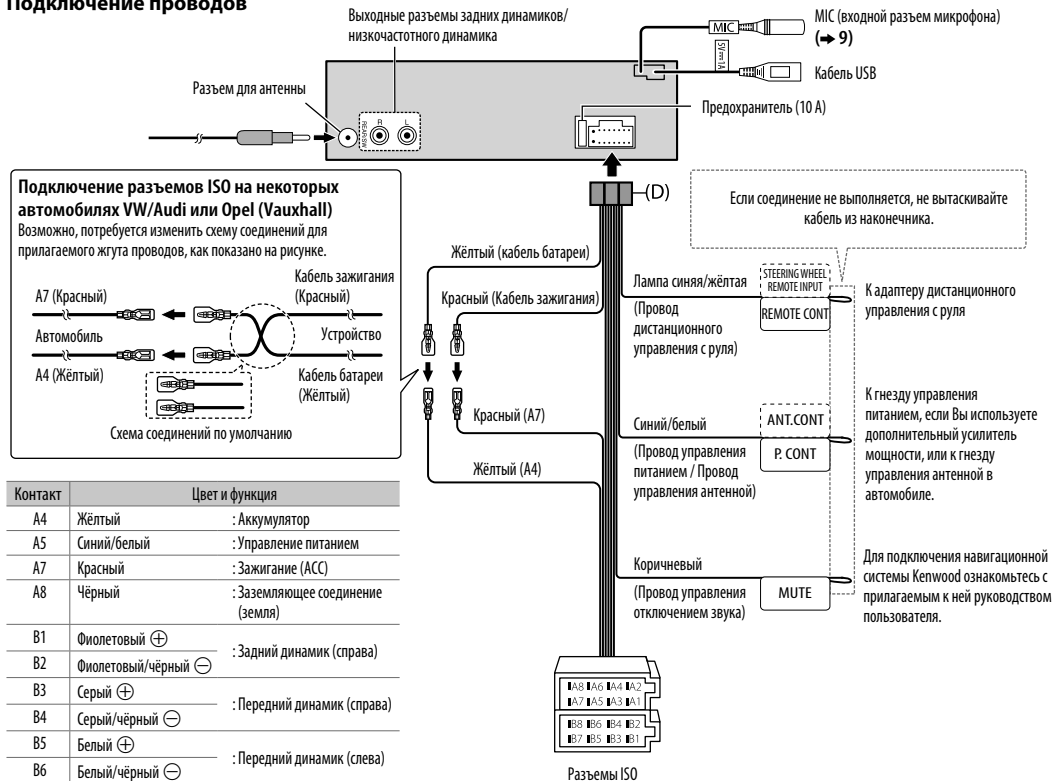 Подключение проводов
Выходные разъемы задних динамиков/
низкочастотного динамика
MIC
MIC (входной разъем микрофона)
(➜ 9)
5V⎓1A
Кабель USB
Разъем для антенны
REAR/SW
R
L
Предохранитель (10 А)
Подключение разъемов ISO на некоторых
автомобилях VW/Audi или Opel (Vauxhall)
Возможно, потребуется изменить схему соединений для
прилагаемого жгута проводов, как показано на рисунке.
A7 (Красный)
Кабель зажигания
(Красный)
Автомобиль
Устройство
A4 (Жёлтый)
Кабель батареи
(Жёлтый)
Схема соединений по умолчанию
(D)
Если соединение не выполняется, не вытаскивайте
кабель из наконечника.
Жёлтый (кабель батареи)
Красный (Кабель зажигания)
Красный (A7)
Жёлтый (A4)
Лампа синяя/жёлтая
(Провод
дистанционного
управления с руля)
STEERING WHEEL
REMOTE INPUT
REMOTE CONT
К адаптеру дистанционного
управления с руля
Синий/белый
(Провод управления
питанием / Провод
управления антенной)
ANT.CONT
P. CONT
К гнезду управления
питанием, если Вы используете
дополнительный усилитель
мощности, или к гнезду
управления антенной в
автомобиле.
Коричневый
(Провод управления
отключением звука)
MUTE
Для подключения навигационной
системы Kenwood ознакомьтесь с
прилагаемым к ней руководством
пользователя.
Контакт Цвет и функция
A4 Жёлтый : Аккумулятор
A5 Синий/белый : Управление питанием
A7 Красный : Зажигание (ACC)
A8 Чёрный : Заземляющее соединение
(земля)
B1 Фиолетовый ⊕
: Задний динамик (справа)
B2 Фиолетовый/чёрный ⊖
B3 Серый ⊕
: Передний динамик (справа)
B4 Серый/чёрный ⊖
B5 Белый ⊕
: Передний динамик (слева)
B6 Белый/чёрный ⊖
A8 A6 A4 A2
A7 A5 A3 A1
B8 B6 B4 B2
B7 B5 B3 B1
Разъемы ISO